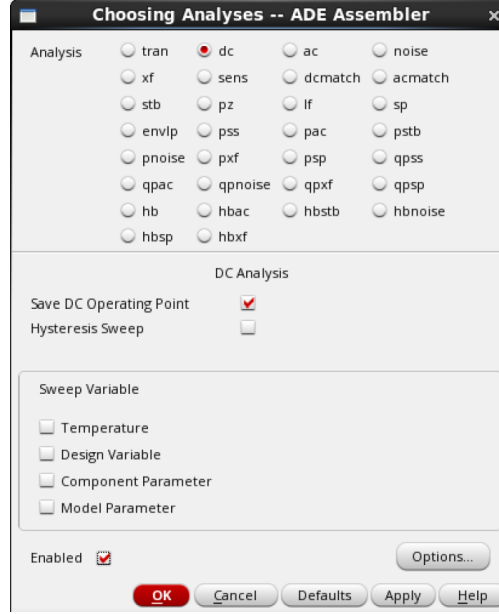 Choosing Analyses -- ADE Assembler x
Analysis tran dc ac noise
xf sens dcmatch acmatch
stb pz lf sp
envlp pss pac pstb
pnoise pxf psp qpss
qpac qpnoise qpxf qpsp
hb hbac hbstb hbnoise
hbsp hbxf
DC Analysis
Save DC Operating Point
Hysteresis Sweep
Sweep Variable
Temperature
Design Variable
Component Parameter
Model Parameter
Enabled Options...
OK Cancel Defaults Apply Help